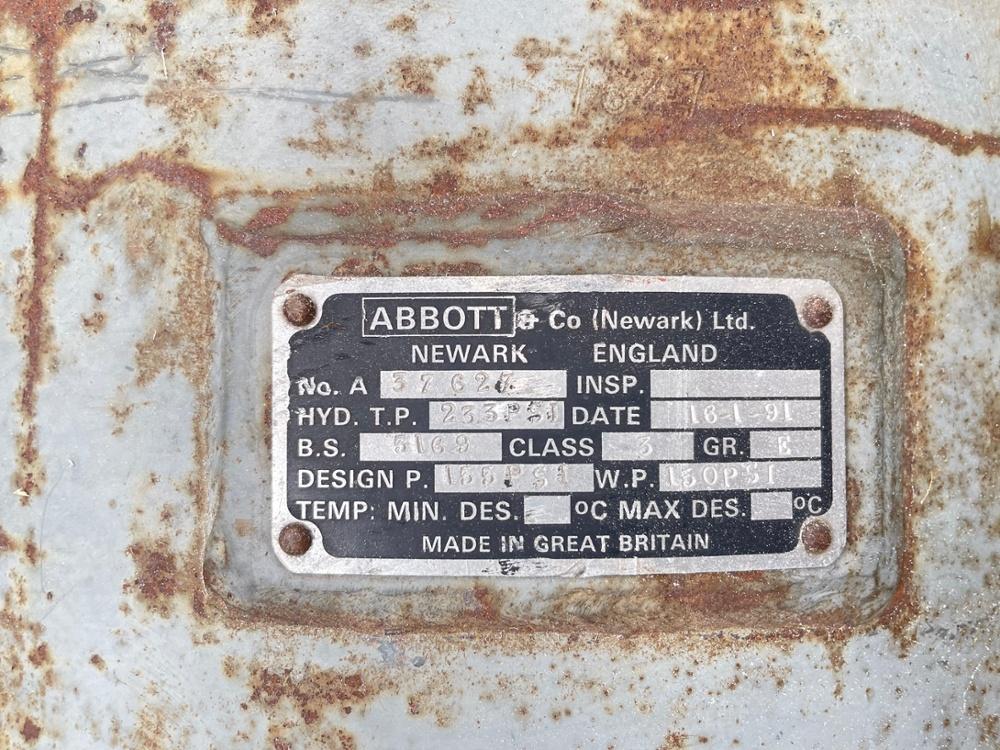 ABBOTT & Co (Newark) Ltd.
NEWARK ENGLAND
No. A INSP.
HYD. T.P. 233PSI DATE 16-1-91
B.S. 5169 CLASS 3 GR. E
DESIGN P. 155PSI W.P. 150PSI
TEMP: MIN. DES. °C MAX DES. °C
MADE IN GREAT BRITAIN